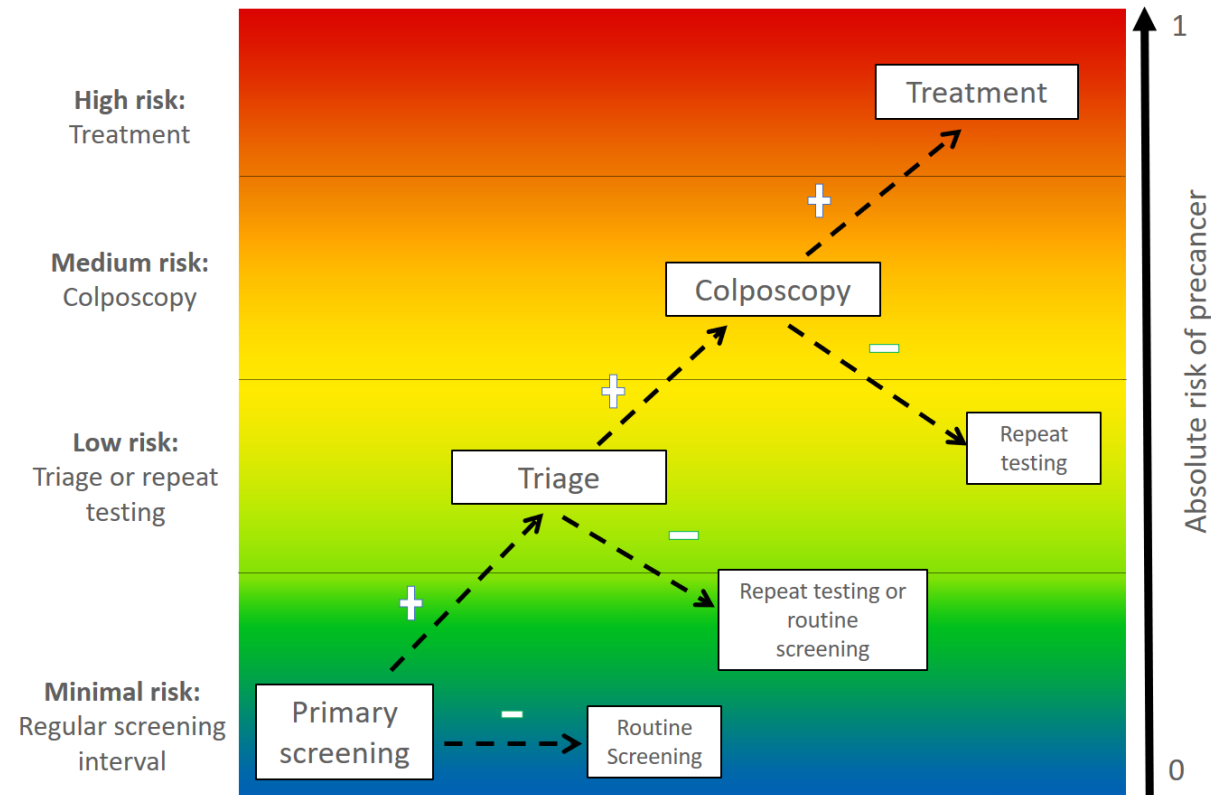 High risk:
Treatment
Medium risk:
Colposcopy
Low risk:
Triage or repeat
testing
Minimal risk:
Regular screening
interval
Treatment
+
Colposcopy
−
+
Repeat
testing
Triage
−
+
Repeat testing or
routine
screening
Primary
screening
−
Routine
Screening
1
Absolute risk of precancer
0